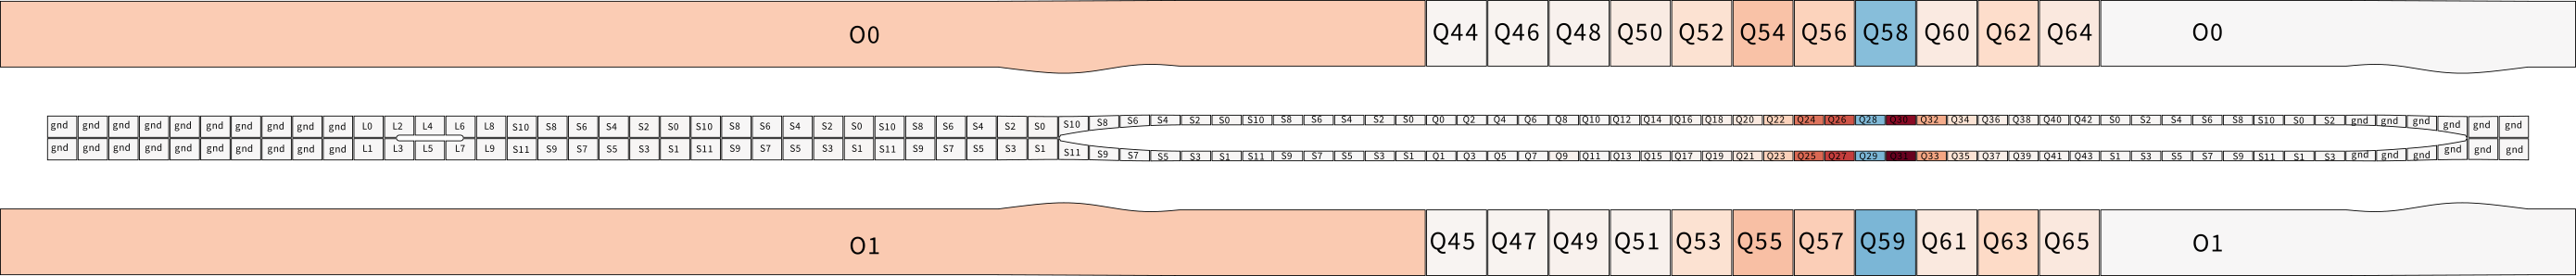 O0 Q44 Q46 Q48 Q50 Q52 Q54 Q56 Q58 Q60 Q62 Q64 O0
gnd gnd gnd gnd gnd gnd gnd gnd gnd gnd L0 L2 L4 L6 L8 S10 S8 S6 S4 S2 S0 S10 S8 S6 S4 S2 S0 S10 S8 S6 S4 S2 S0 S10 S8 S6 S4 S2 S0 S10 S8 S6 S4 S2 S0 Q0 Q2 Q4 Q6 Q8 Q10 Q12 Q14 Q16 Q18 Q20 Q22 Q24 Q26 Q28 Q30 Q32 Q34 Q36 Q38 Q40 Q42 S0 S2 S4 S6 S8 S10 S0 S2 gnd gnd gnd gnd gnd gnd
gnd gnd gnd gnd gnd gnd gnd gnd gnd gnd L1 L3 L5 L7 L9 S11 S9 S7 S5 S3 S1 S11 S9 S7 S5 S3 S1 S11 S9 S7 S5 S3 S1 S11 S9 S7 S5 S3 S1 S11 S9 S7 S5 S3 S1 Q1 Q3 Q5 Q7 Q9 Q11 Q13 Q15 Q17 Q19 Q21 Q23 Q25 Q27 Q29 Q31 Q33 Q35 Q37 Q39 Q41 Q43 S1 S3 S5 S7 S9 S11 S1 S3 gnd gnd gnd gnd gnd gnd
O1 Q45 Q47 Q49 Q51 Q53 Q55 Q57 Q59 Q61 Q63 Q65 O1